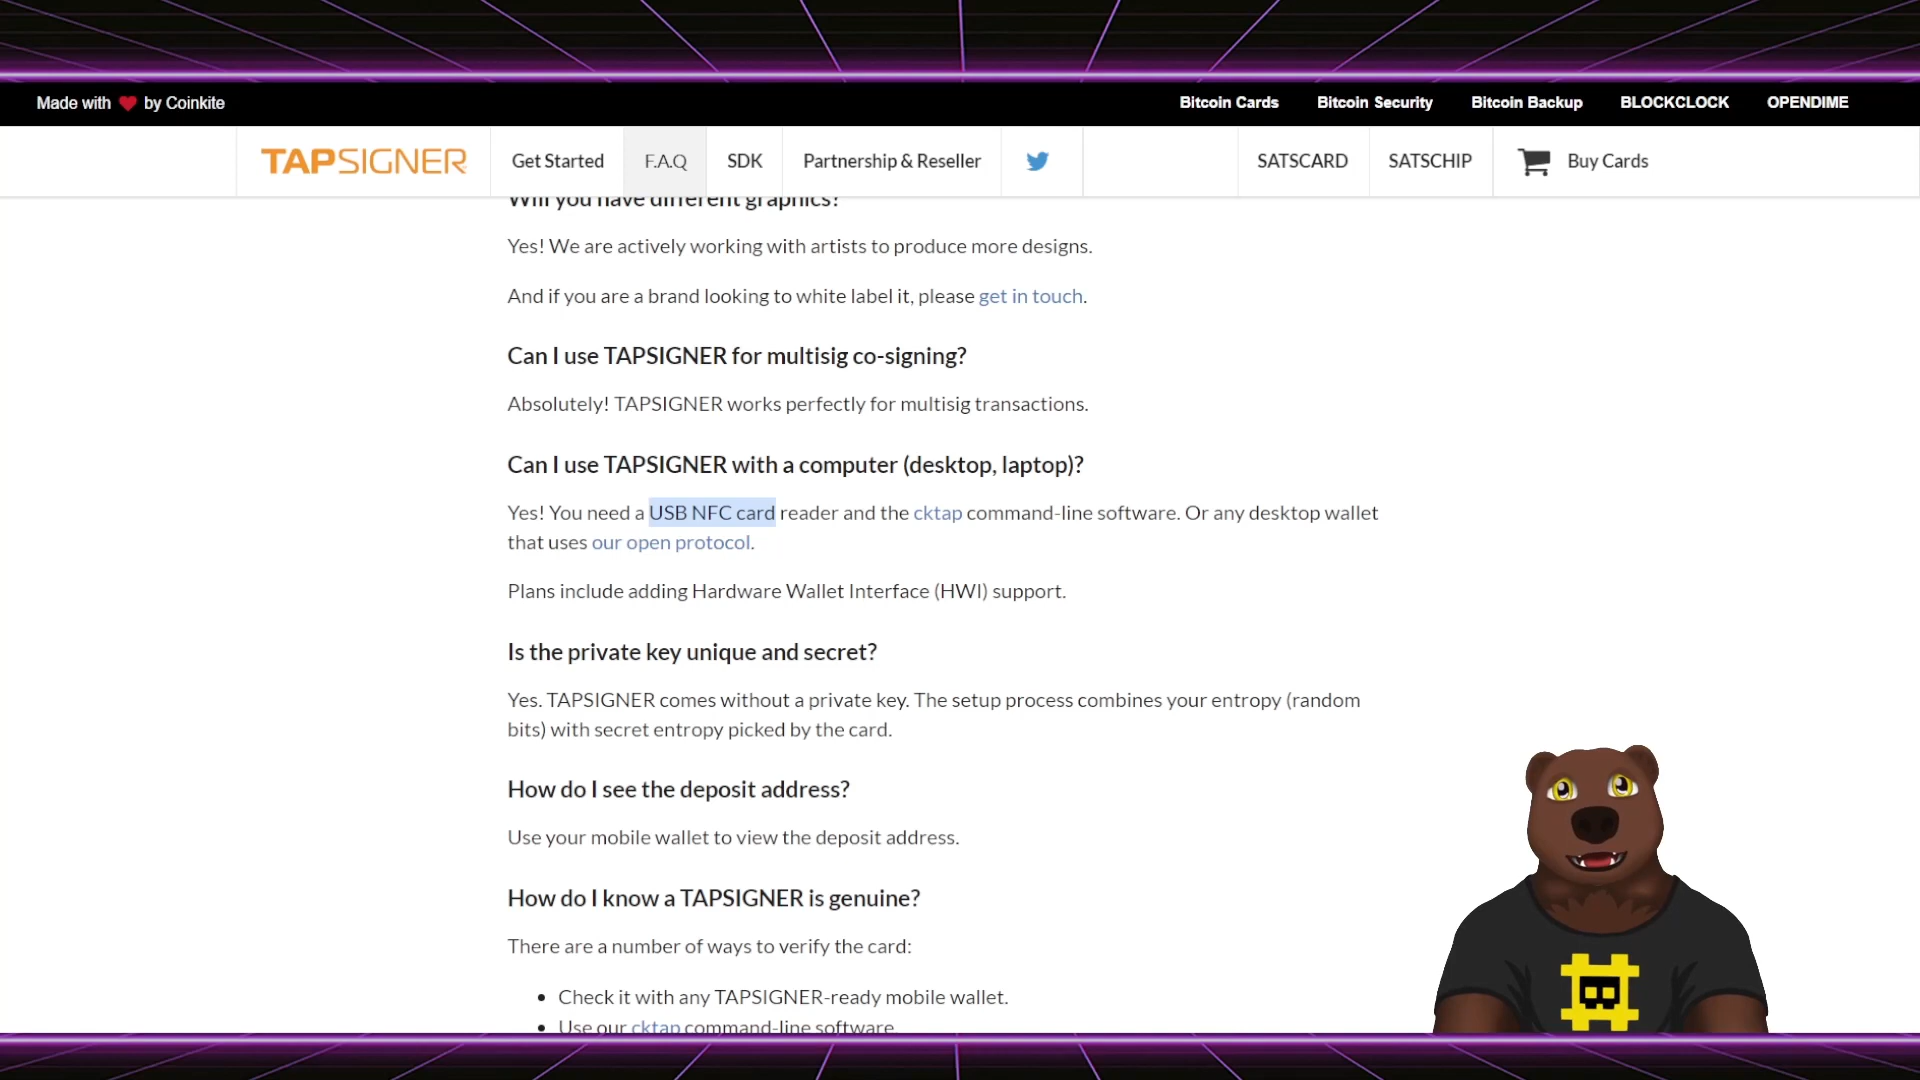 Made with ❤ by Coinkite
Bitcoin Cards
Bitcoin Security
Bitcoin Backup
BLOCKCLOCK
OPENDIME
TAPSIGNER
Get Started
F.A.Q
SDK
Partnership & Reseller
SATSCARD
SATSCHIP
Buy Cards
Will you have different graphics?
Yes! We are actively working with artists to produce more designs.
And if you are a brand looking to white label it, please get in touch.
Can I use TAPSIGNER for multisig co-signing?
Absolutely! TAPSIGNER works perfectly for multisig transactions.
Can I use TAPSIGNER with a computer (desktop, laptop)?
Yes! You need a USB NFC card reader and the cktap command-line software. Or any desktop wallet
that uses our open protocol.
Plans include adding Hardware Wallet Interface (HWI) support.
Is the private key unique and secret?
Yes. TAPSIGNER comes without a private key. The setup process combines your entropy (random
bits) with secret entropy picked by the card.
How do I see the deposit address?
Use your mobile wallet to view the deposit address.
How do I know a TAPSIGNER is genuine?
There are a number of ways to verify the card:
• Check it with any TAPSIGNER-ready mobile wallet.
• Use our cktap command-line software.